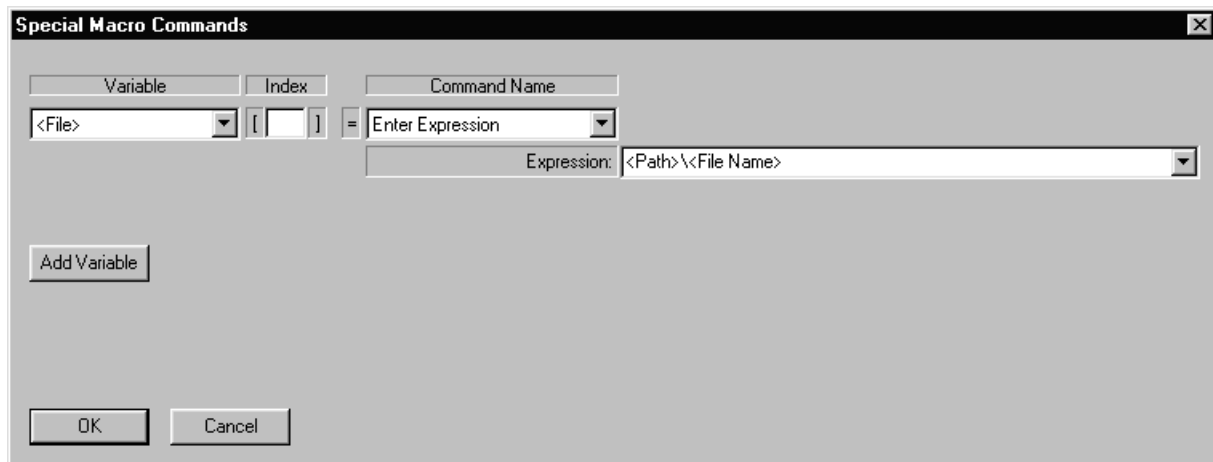 Special Macro Commands
Variable Index Command Name
<File> [ ] = Enter Expression
Expression: <Path>\<File Name>
Add Variable
OK Cancel